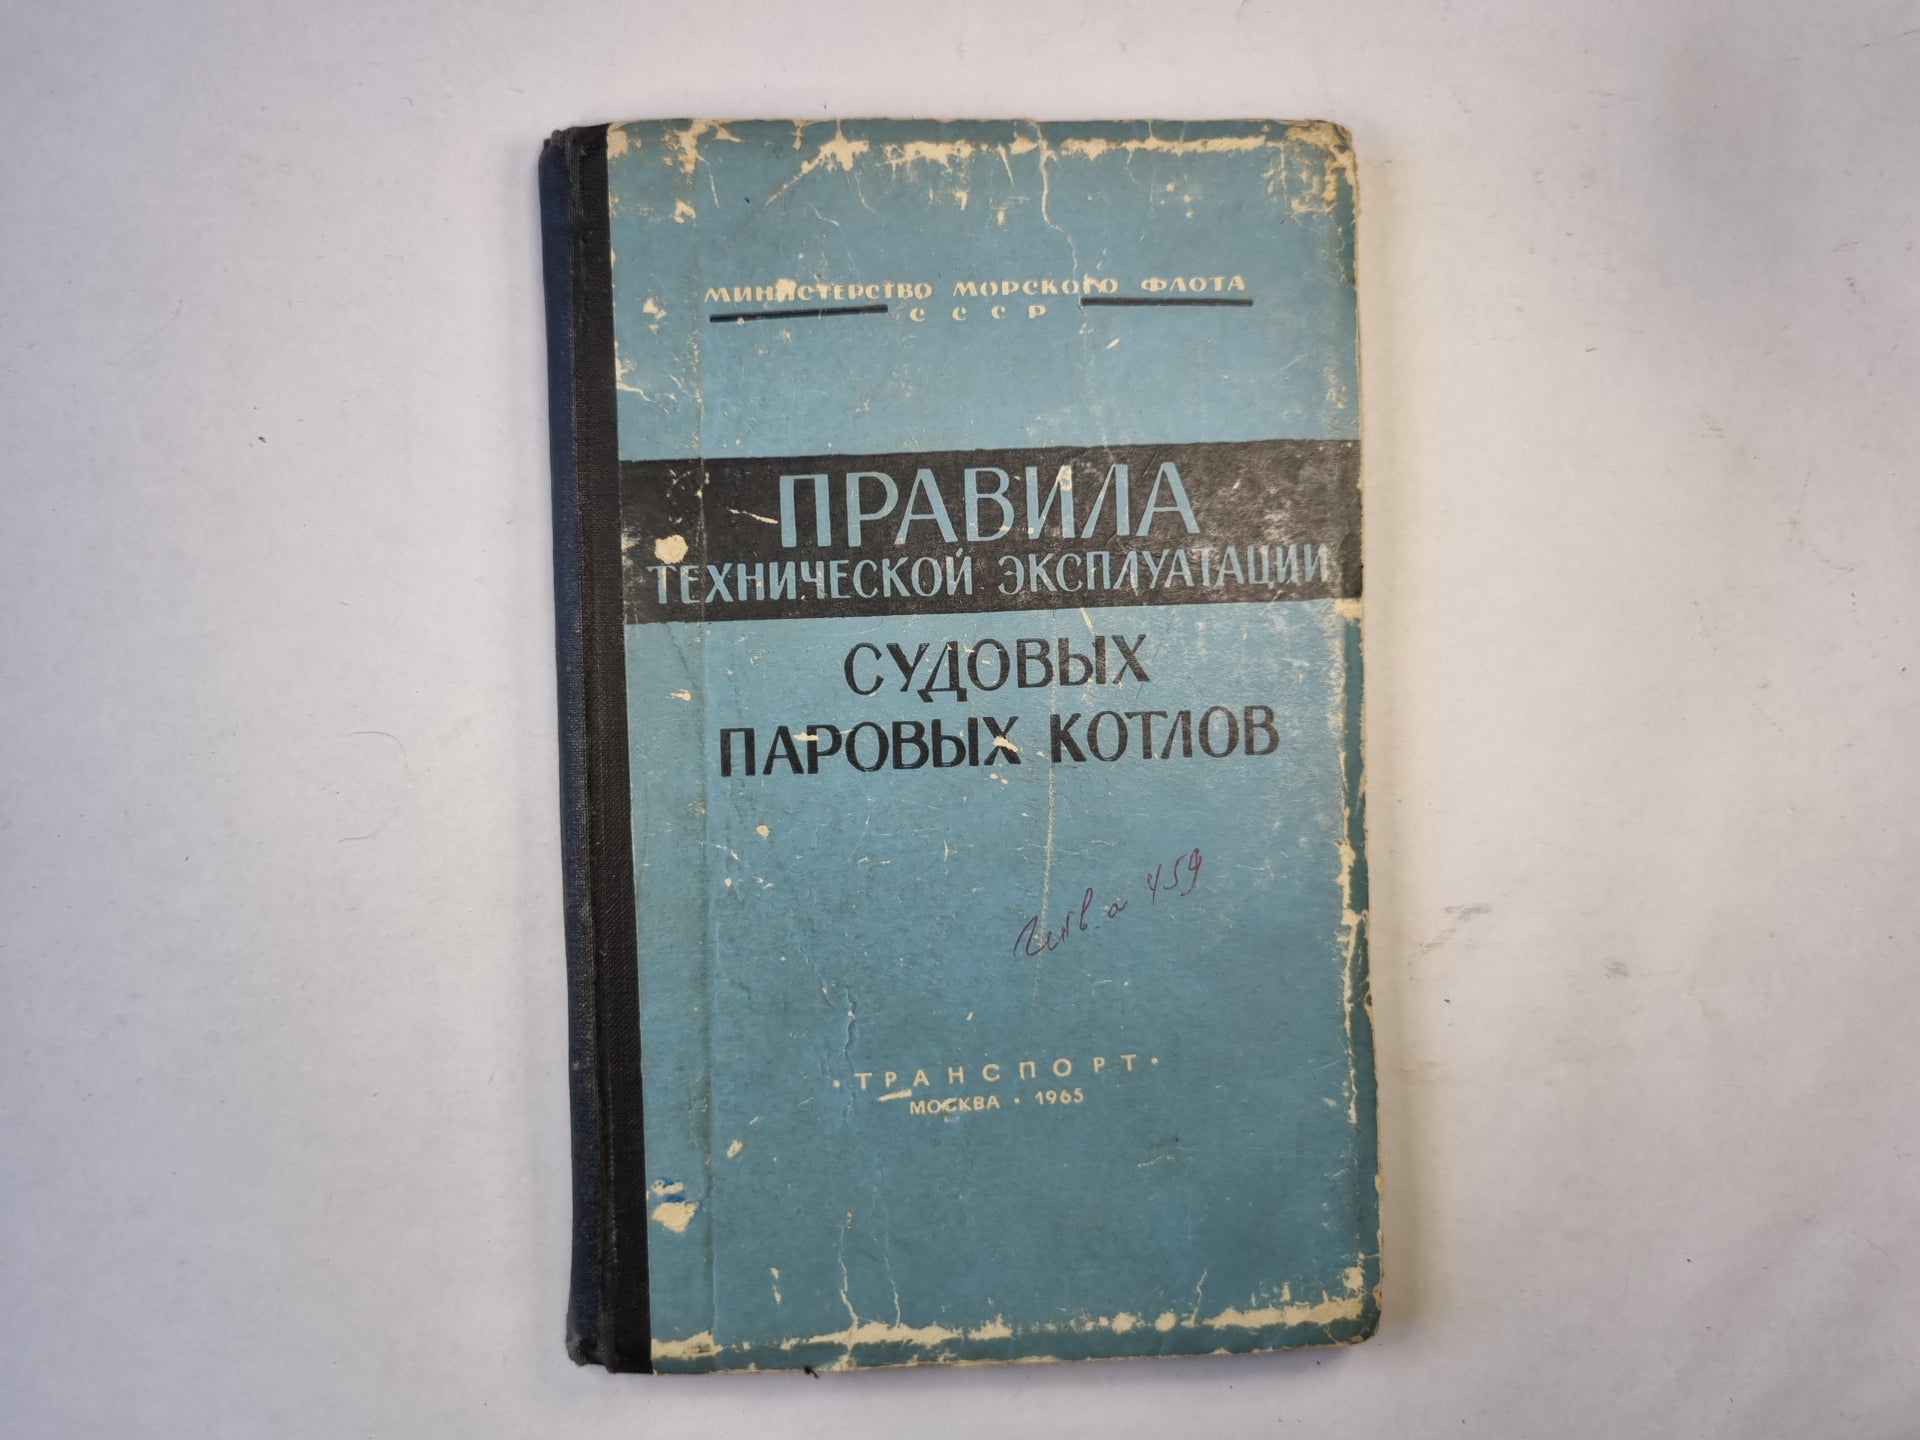 МИНИСТЕРСТВО МОРСКОГО ФЛОТА
СССР
ПРАВИЛА
ТЕХНИЧЕСКОЙ ЭКСПЛУАТАЦИИ
СУДОВЫХ
ПАРОВЫХ КОТЛОВ
459
•ТРАНСПОРТ•
МОСКВА • 1965